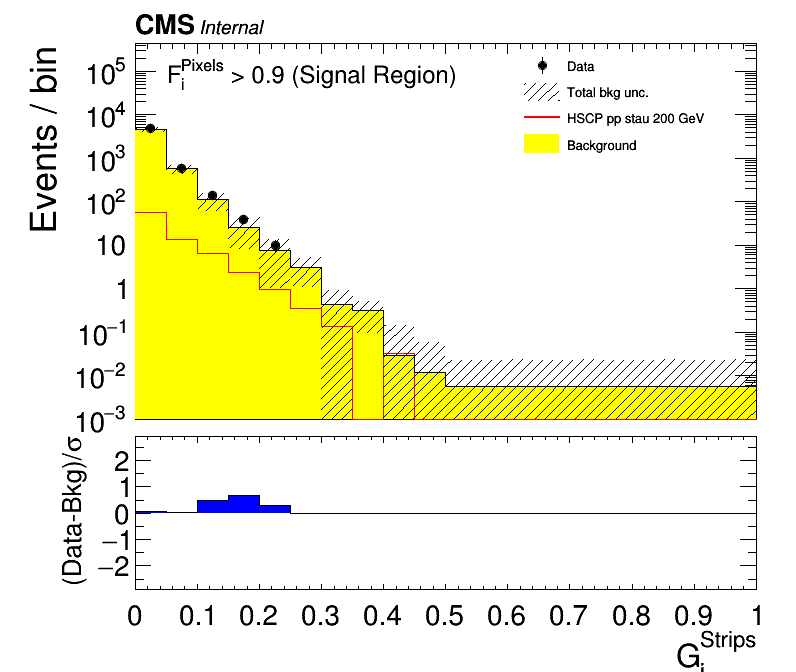 CMS Internal
F_i^Pixels > 0.9 (Signal Region)
Data
Total bkg unc.
HSCP pp stau 200 GeV
Background
Events / bin
10^5
10^4
10^3
10^2
10
1
10^−1
10^−2
10^−3
(Data-Bkg)/σ
2
1
0
−1
−2
0 0.1 0.2 0.3 0.4 0.5 0.6 0.7 0.8 0.9 1
G_i^Strips